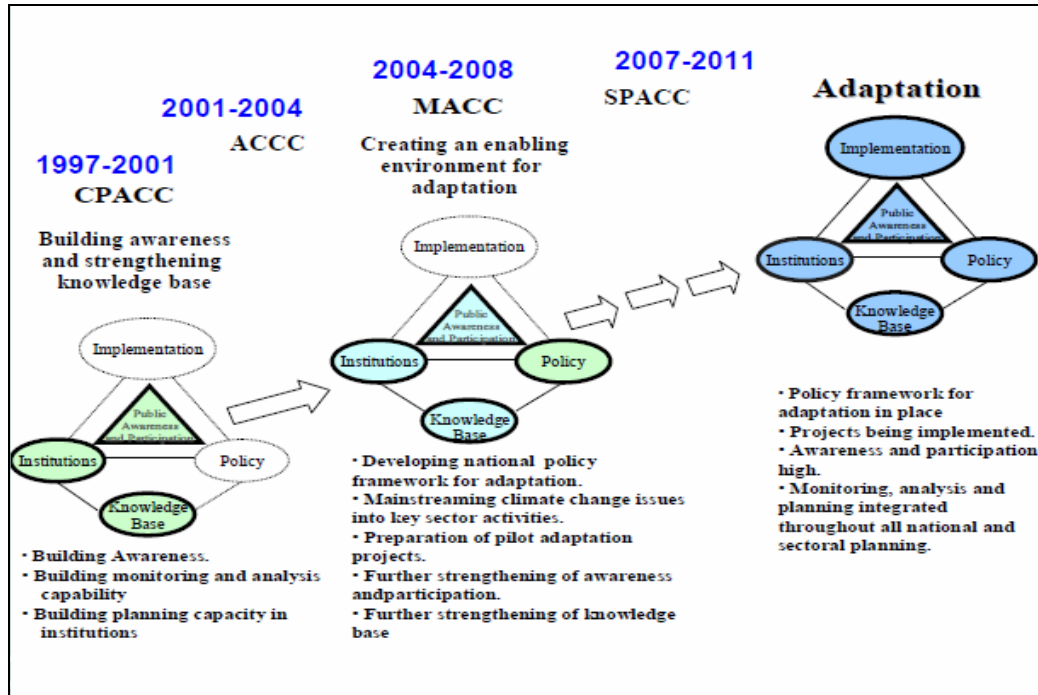 1997-2001
CPACC
Building awareness
and strengthening
knowledge base
Implementation
Public
Awareness
and Participation
Institutions
Policy
Knowledge
Base
· Building Awareness.
· Building monitoring and analysis
capability
· Building planning capacity in
institutions
2001-2004
ACCC
2004-2008
MACC
Creating an enabling
environment for
adaptation
Implementation
Public
Awareness
and Participation
Institutions
Policy
Knowledge
Base
· Developing national policy
framework for adaptation.
· Mainstreaming climate change issues
into key sector activities.
· Preparation of pilot adaptation
projects.
· Further strengthening of awareness
andparticipation.
· Further strengthening of knowledge
base
2007-2011
SPACC
Adaptation
Implementation
Public
Awareness
and Participation
Institutions
Policy
Knowledge
Base
· Policy framework for
adaptation in place
· Projects being implemented.
· Awareness and participation
high.
· Monitoring, analysis and
planning integrated
throughout all national and
sectoral planning.